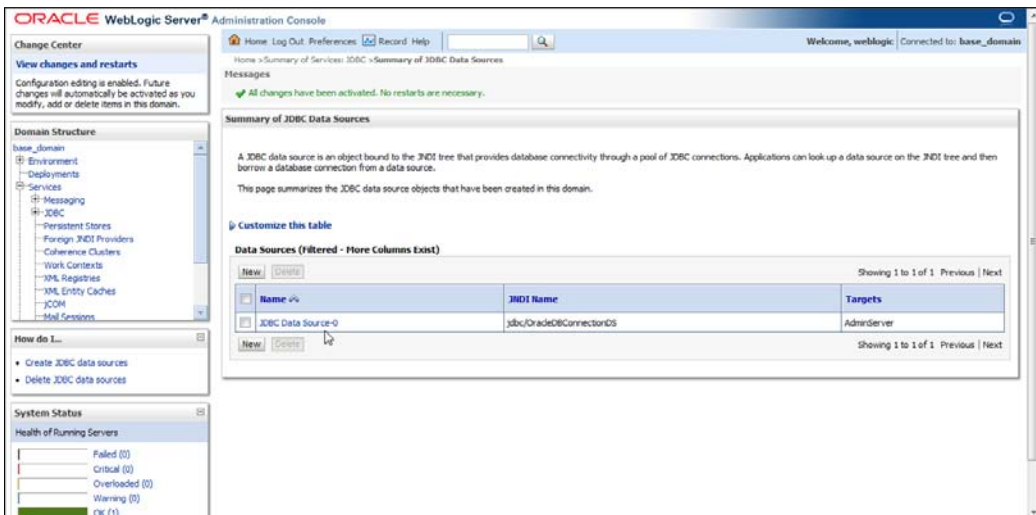 ORACLE WebLogic Server® Administration Console
Change Center
View changes and restarts
Configuration editing is enabled. Future
changes will automatically be activated as you
modify, add or delete items in this domain.
Domain Structure
base_domain
Environment
Deployments
Services
Messaging
JDBC
Persistent Stores
Foreign JNDI Providers
Coherence Clusters
Work Contexts
XML Registries
XML Entity Caches
jCOM
Mail Sessions
How do I...
Create JDBC data sources
Delete JDBC data sources
System Status
Health of Running Servers
Failed (0)
Critical (0)
Overloaded (0)
Warning (0)
OK (1)
Home Log Out Preferences Record Help
Welcome, weblogic Connected to: base_domain
Home >Summary of Services: JDBC >Summary of JDBC Data Sources
Messages
All changes have been activated. No restarts are necessary.
Summary of JDBC Data Sources
A JDBC data source is an object bound to the JNDI tree that provides database connectivity through a pool of JDBC connections. Applications can look up a data source on the JNDI tree and then
borrow a database connection from a data source.
This page summarizes the JDBC data source objects that have been created in this domain.
Customize this table
Data Sources (Filtered - More Columns Exist)
New Delete Showing 1 to 1 of 1 Previous | Next
Name JNDI Name Targets
JDBC Data Source-0 jdbc/OracleDBConnectionDS AdminServer
New Delete Showing 1 to 1 of 1 Previous | Next